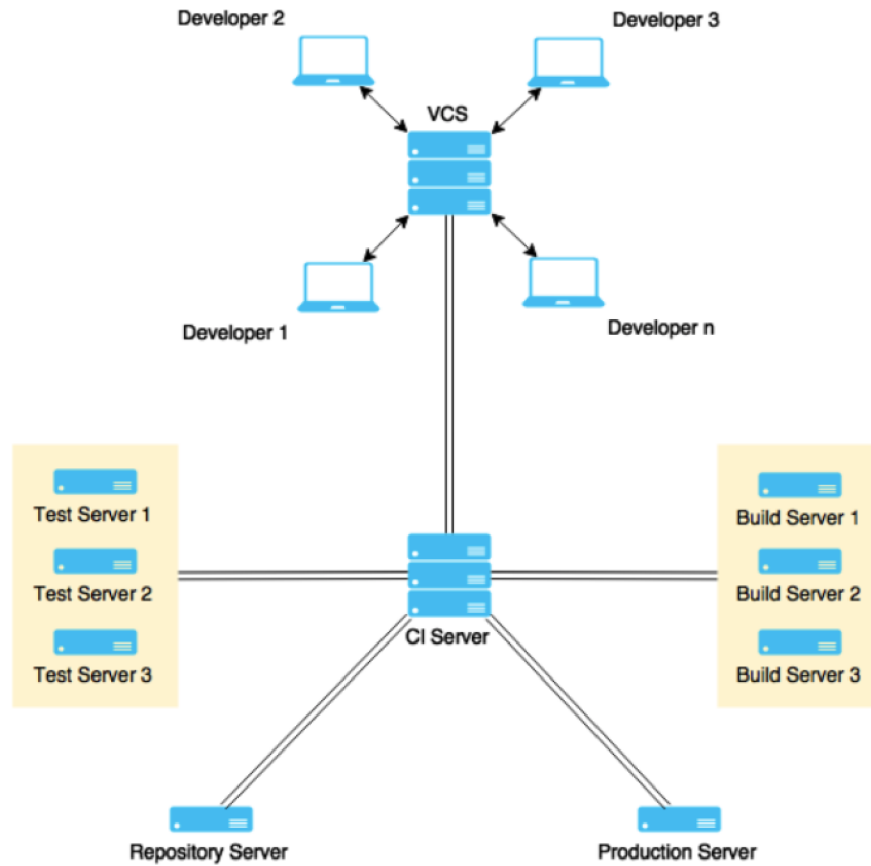 Developer 2
Developer 3
VCS
Developer 1
Developer n
Test Server 1
Test Server 2
Test Server 3
Build Server 1
Build Server 2
Build Server 3
CI Server
Repository Server
Production Server